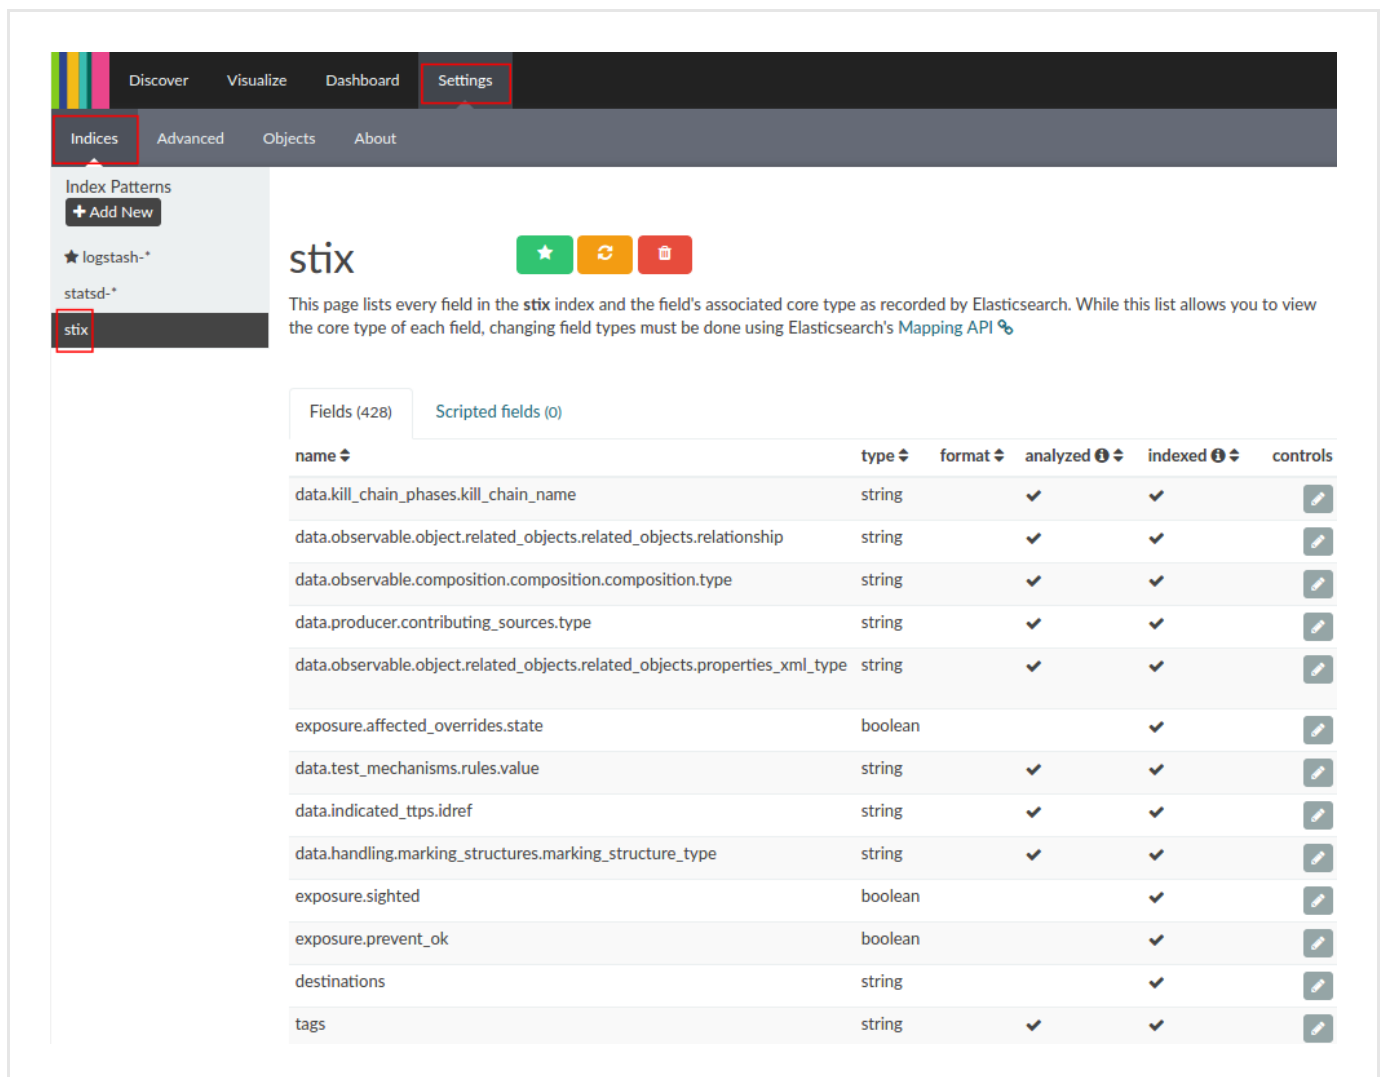 Discover Visualize Dashboard Settings
Indices Advanced Objects About
Index Patterns
Add New
logstash-*
statsd-*
stix
stix
This page lists every field in the stix index and the field's associated core type as recorded by Elasticsearch. While this list allows you to view
the core type of each field, changing field types must be done using Elasticsearch's Mapping API
Fields (428) Scripted fields (0)
name type format analyzed indexed controls
data.kill_chain_phases.kill_chain_name string
data.observable.object.related_objects.related_objects.relationship string
data.observable.composition.composition.composition.type string
data.producer.contributing_sources.type string
data.observable.object.related_objects.related_objects.properties_xml_type string
exposure.affected_overrides.state boolean
data.test_mechanisms.rules.value string
data.indicated_ttps.idref string
data.handling.marking_structures.marking_structure_type string
exposure.sighted boolean
exposure.prevent_ok boolean
destinations string
tags string